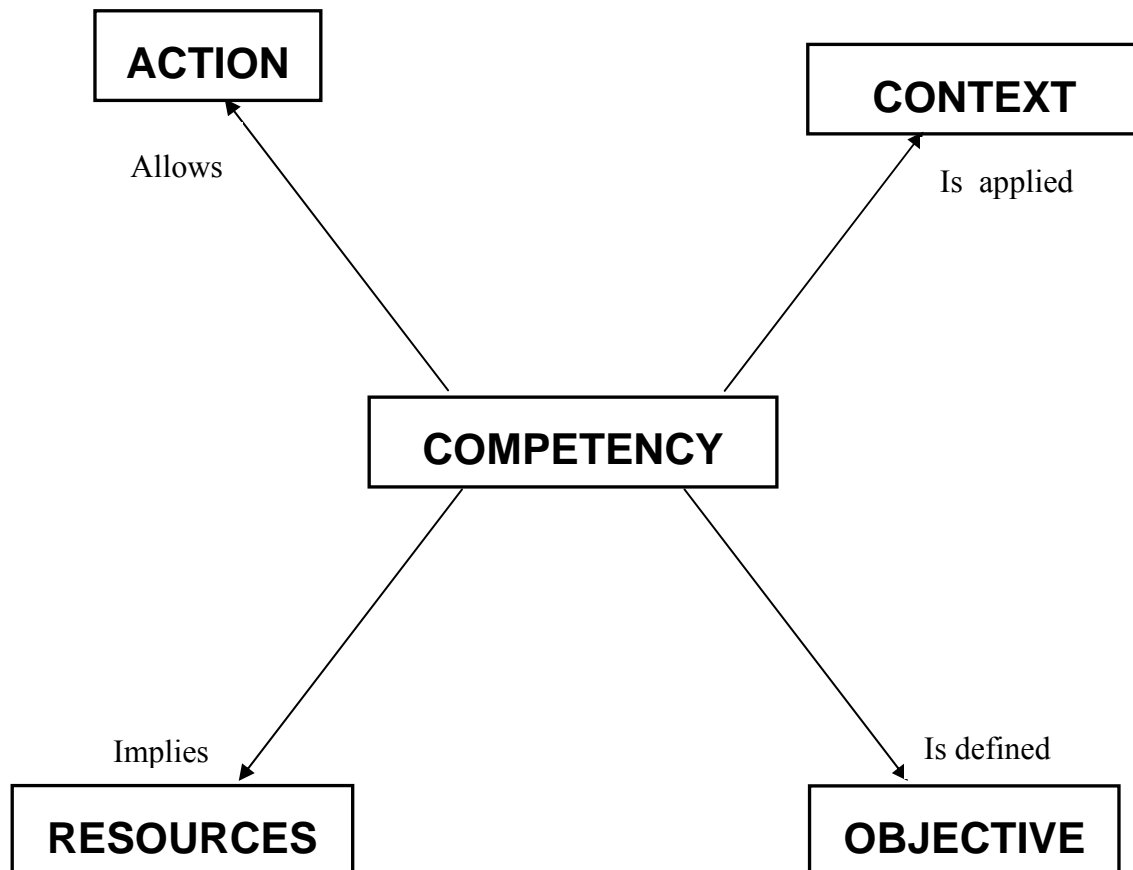 ACTION
CONTEXT
Allows
Is applied
COMPETENCY
Implies
Is defined
RESOURCES
OBJECTIVE